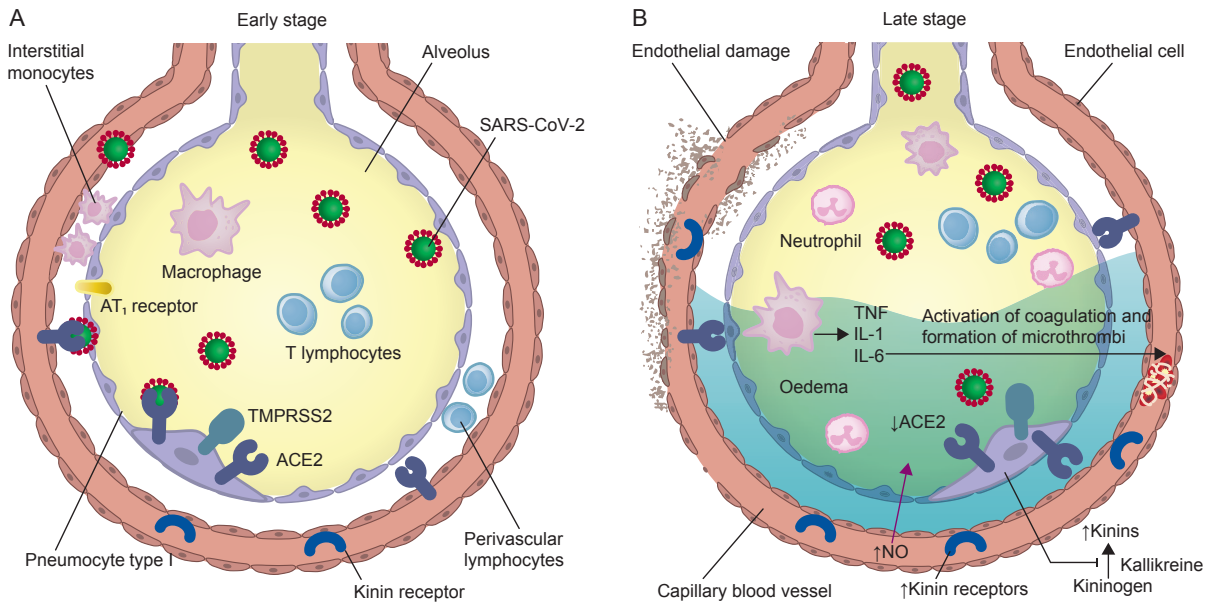 A
Early stage
Interstitial
monocytes
Alveolus
SARS-CoV-2
Macrophage
AT₁ receptor
T lymphocytes
TMPRSS2
ACE2
Pneumocyte type I
Perivascular
lymphocytes
Kinin receptor
B
Late stage
Endothelial damage
Endothelial cell
Neutrophil
TNF
IL-1
IL-6
Activation of coagulation and
formation of microthrombi
Oedema
↓ACE2
↑NO
↑Kinins
Kallikreine
Kininogen
Capillary blood vessel
↑Kinin receptors